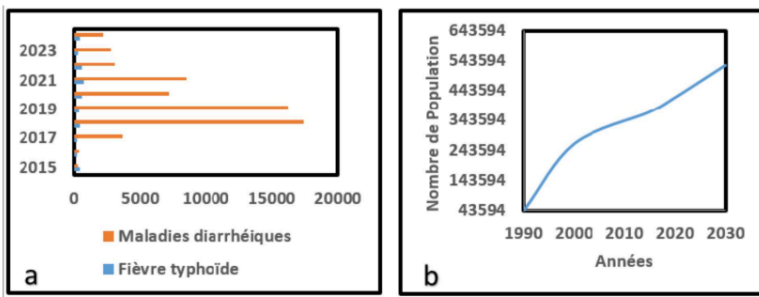 2023
2021
2019
2017
2015
0 5000 10000 15000 20000
Maladies diarrhéiques
Fièvre typhoïde
a
Nombre de Population
643594
543594
443594
343594
243594
143594
43594
1990 2000 2010 2020 2030
Années
b